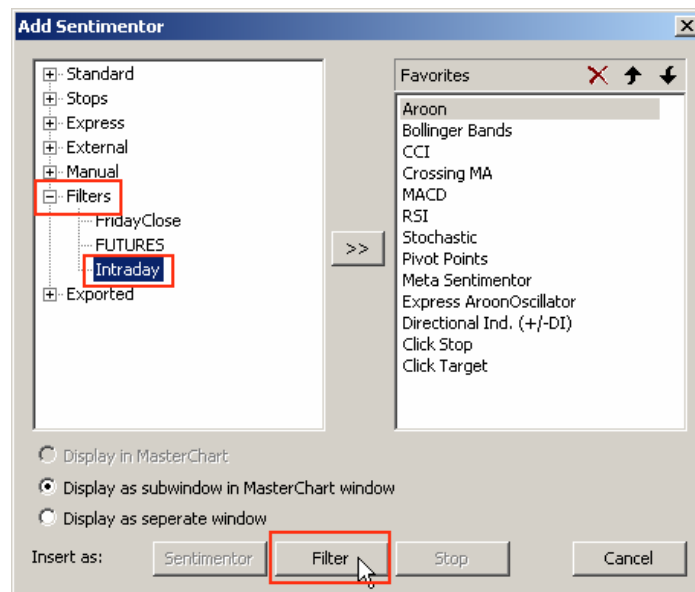 Add Sentimentor
Standard
Stops
Express
External
Manual
Filters
FridayClose
FUTURES
Intraday
Exported
>>
Favorites
Aroon
Bollinger Bands
CCI
Crossing MA
MACD
RSI
Stochastic
Pivot Points
Meta Sentimentor
Express AroonOscillator
Directional Ind. (+/-DI)
Click Stop
Click Target
Display in MasterChart
Display as subwindow in MasterChart window
Display as seperate window
Insert as: Sentimentor Filter Stop Cancel